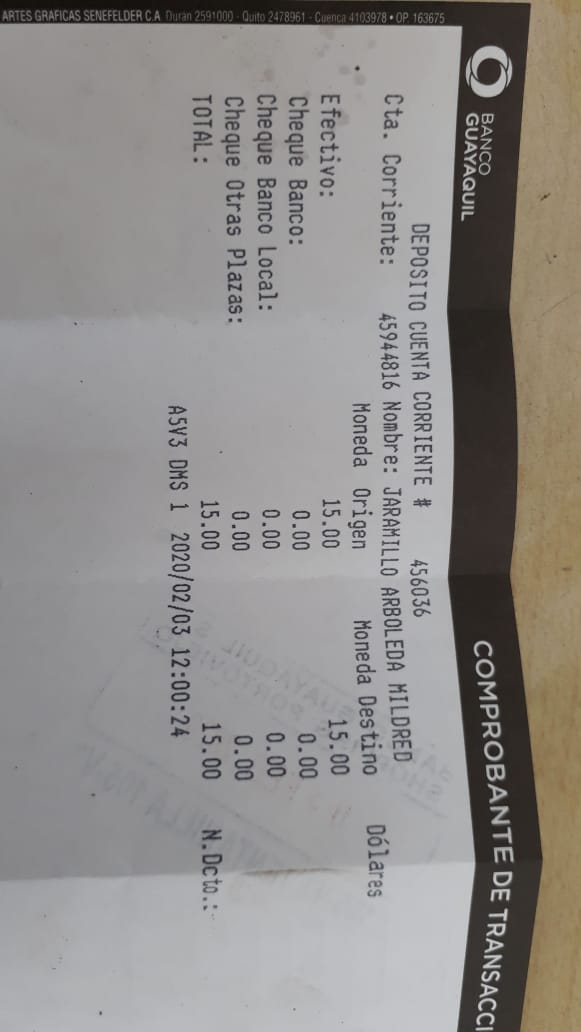 BANCO
GUAYAQUIL
COMPROBANTE DE TRANSACCI
DEPOSITO CUENTA CORRIENTE # 456036
Cta. Corriente: 45944816 Nombre: JARAMILLO ARBOLEDA MILDRED
Moneda Origen Moneda Destino Dólares
Efectivo: 15.00 15.00
Cheque Banco: 0.00 0.00
Cheque Banco Local: 0.00 0.00
Cheque Otras Plazas: 0.00 0.00
TOTAL: 15.00 15.00 N.Dcto.:
A5V3 DMS 1 2020/02/03 12:00:24
ARTES GRAFICAS SENEFELDER C.A. Duran 2591000 - Quito 2478961 - Cuenca 4103978 • OP. 163675